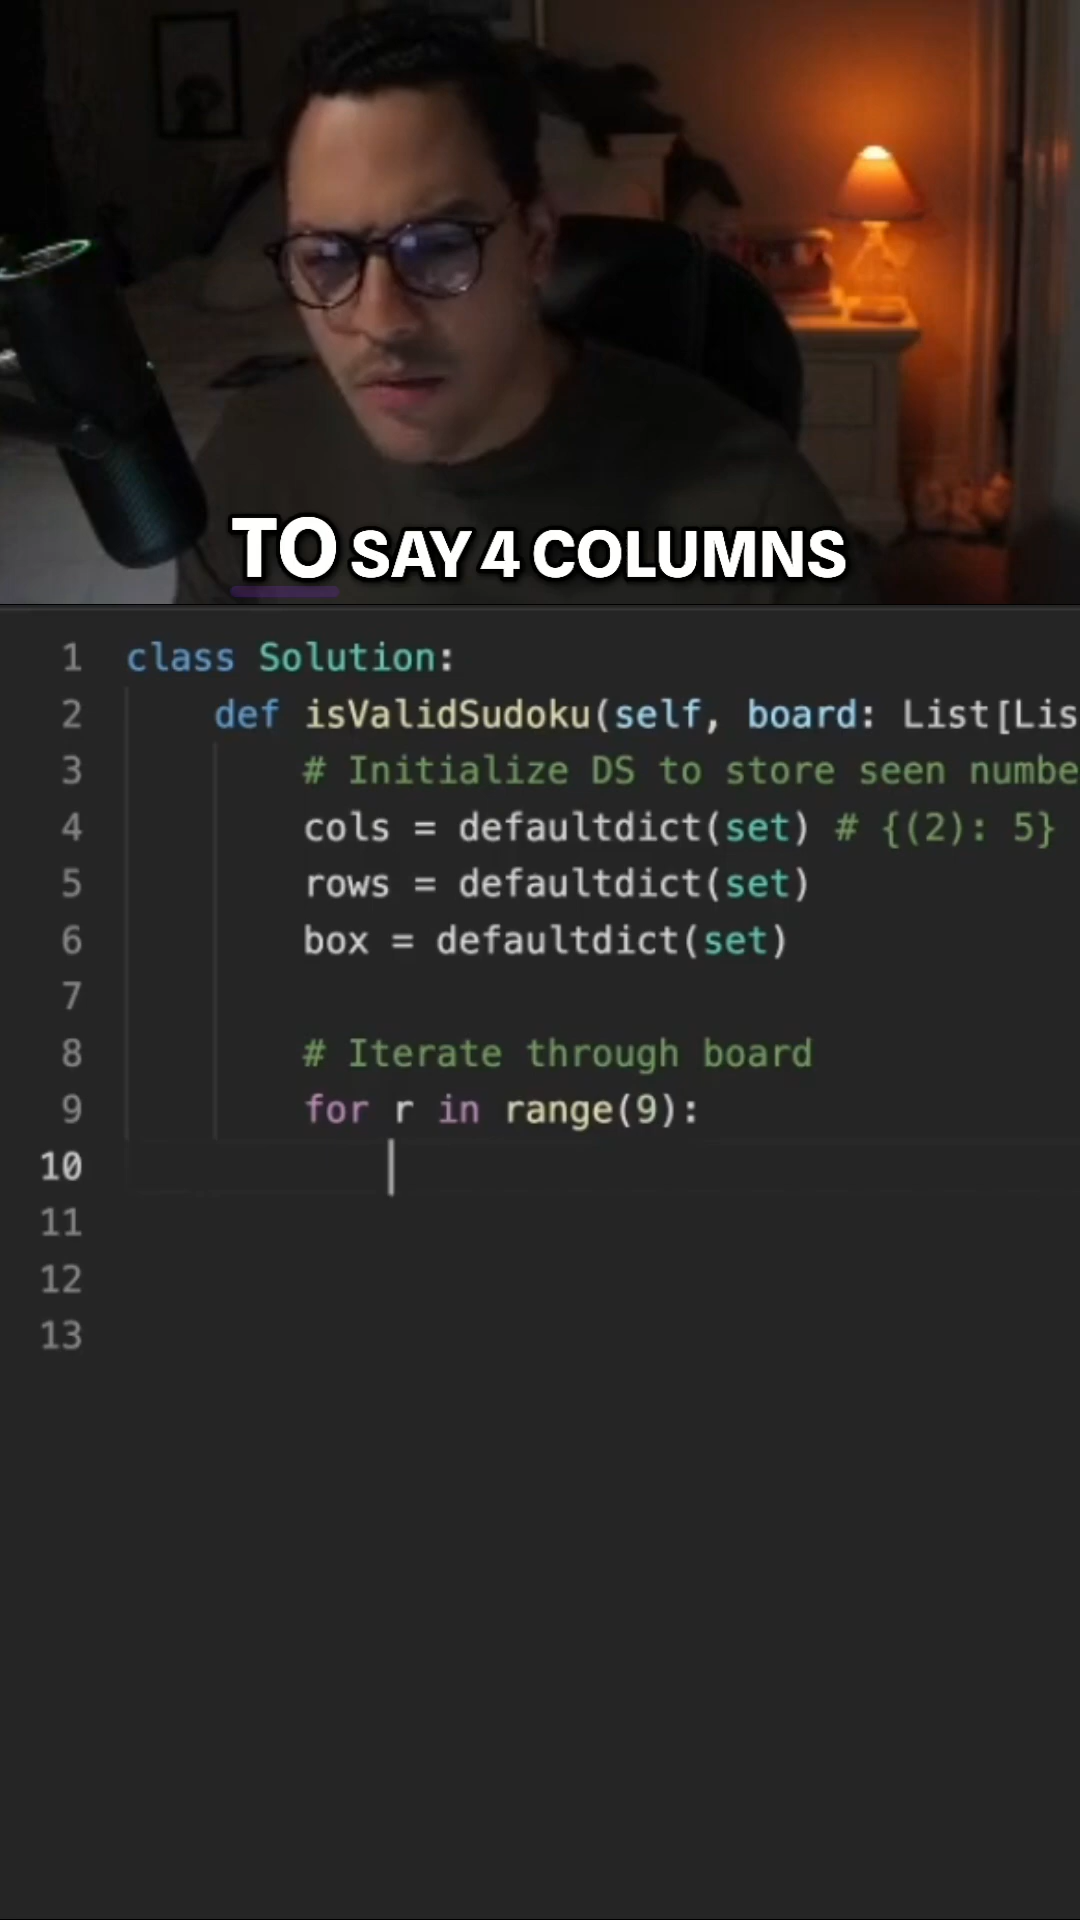 TO SAY 4 COLUMNS
1 class Solution:
2 def isValidSudoku(self, board: List[Lis
3 # Initialize DS to store seen numbe
4 cols = defaultdict(set) # {(2): 5}
5 rows = defaultdict(set)
6 box = defaultdict(set)
7
8 # Iterate through board
9 for r in range(9):
10
11
12
13